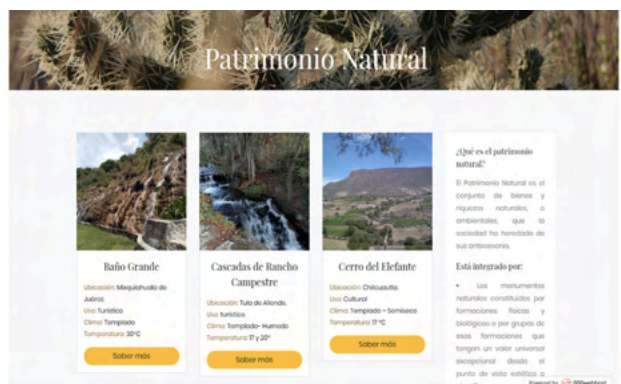 Patrimonio Natural
Baño Grande
Ubicación: Mixquiahuala de
Juárez.
Uso: Turístico
Clima: Templado
Temperatura: 30°C
Saber más
Cascadas de Rancho
Campestre
Ubicación: Tula de Allende.
Uso: turístico
Clima: Templado- Humedo
Temperatura: 17 y 20°
Saber más
Cerro del Elefante
Ubicación: Chilcuautla.
Uso: Cultural
Clima: Templado - Semiseco
Temperatura: 17 °C
Saber más
¿Qué es el patrimonio
natural?
El Patrimonio Natural es el
conjunto de bienes y
riquezas naturales, o
ambientales, que la
sociedad ha heredado de
sus antecesores.
Está integrado por:
• Los monumentos
naturales constituidos por
formaciones físicas y
biológicas o por grupos de
esas formaciones que
tengan un valor universal
excepcional desde el
punto de vista estético o
Powered by 000webhost